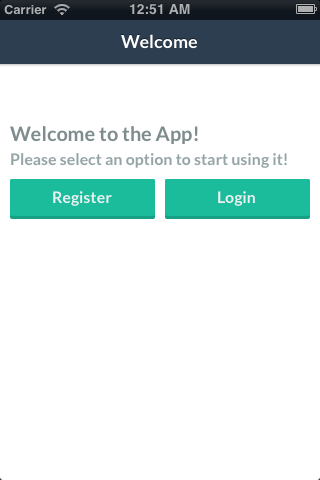 Carrier 12:51 AM
Welcome
Welcome to the App!
Please select an option to start using it!
Register Login